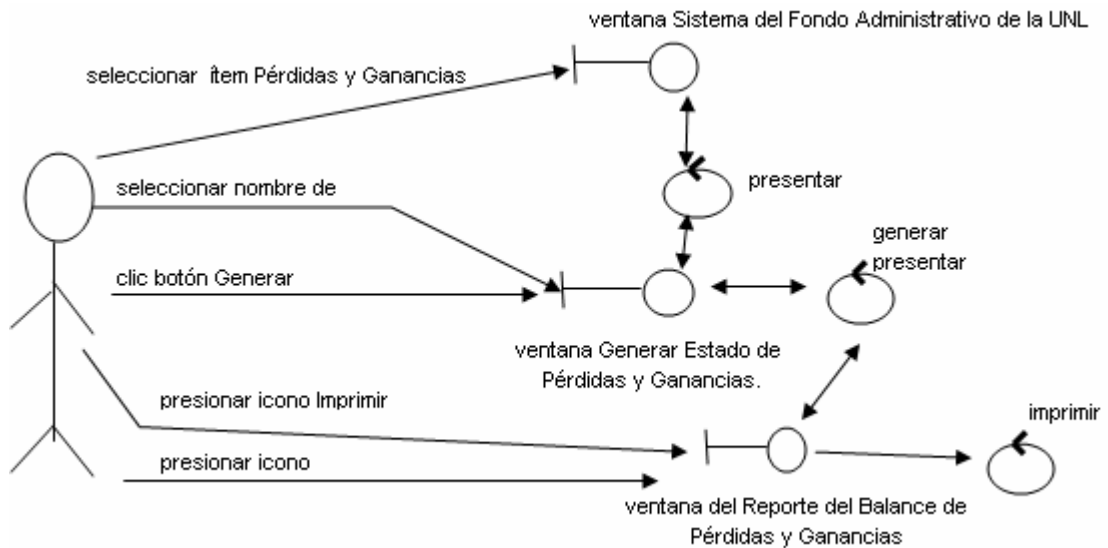 ventana Sistema del Fondo Administrativo de la UNL
seleccionar ítem Pérdidas y Ganancias
seleccionar nombre de
presentar
generar
presentar
clic botón Generar
ventana Generar Estado de
Pérdidas y Ganancias.
presionar icono Imprimir
imprimir
presionar icono
ventana del Reporte del Balance de
Pérdidas y Ganancias